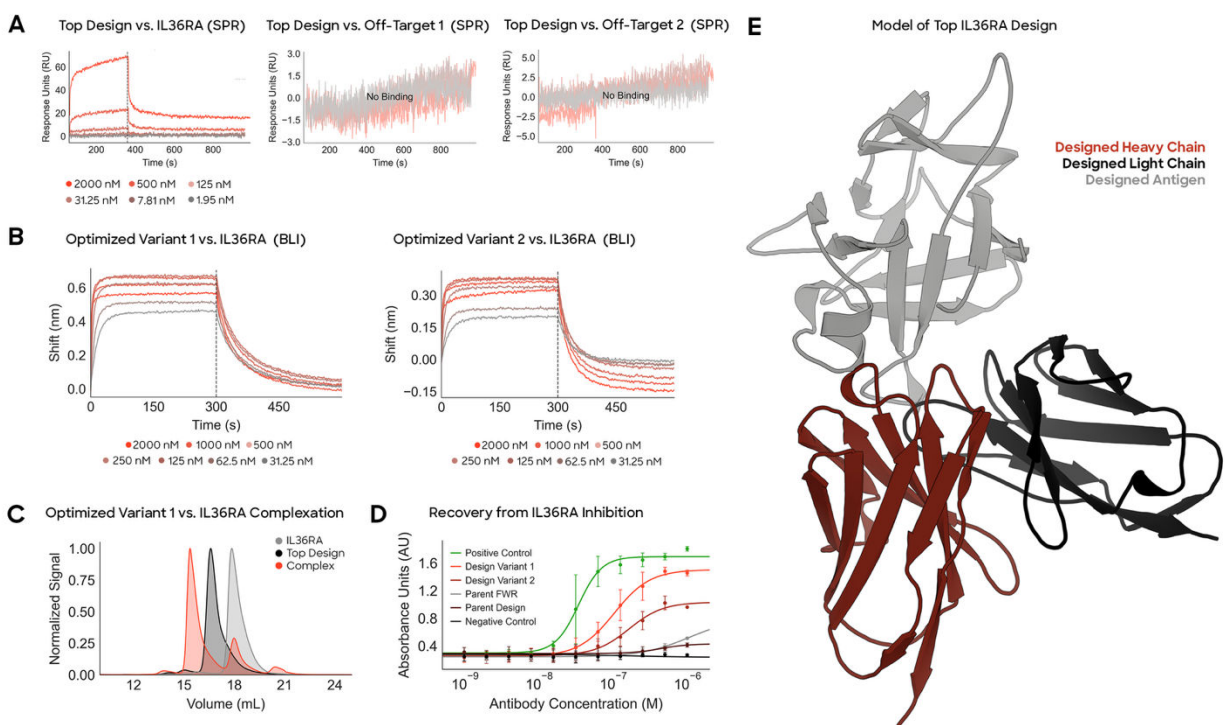 A
Top Design vs. IL36RA (SPR)
Top Design vs. Off-Target 1 (SPR)
Top Design vs. Off-Target 2 (SPR)
Response Units (RU)
60
40
20
0
200 400 600 800
Time (s)
2000 nM 500 nM 125 nM
31.25 nM 7.81 nM 1.95 nM
Response Units (RU)
3.0
1.5
0.0
−1.5
−3.0
No Binding
200 400 600 800
Time (s)
Response Units (RU)
5.0
2.5
0.0
−2.5
−5.0
No Binding
200 400 600 800
Time (s)
B
Optimized Variant 1 vs. IL36RA (BLI)
Shift (nm)
0.6
0.4
0.2
0.0
0 150 300 450
Time (s)
2000 nM 1000 nM 500 nM
250 nM 125 nM 62.5 nM 31.25 nM
Optimized Variant 2 vs. IL36RA (BLI)
Shift (nm)
0.30
0.15
0.00
−0.15
0 150 300 450
Time (s)
2000 nM 1000 nM 500 nM
250 nM 125 nM 62.5 nM 31.25 nM
C
Optimized Variant 1 vs. IL36RA Complexation
Normalized Signal
1.00
0.75
0.50
0.25
0.00
IL36RA
Top Design
Complex
12 15 18 21 24
Volume (mL)
D
Recovery from IL36RA Inhibition
Absorbance Units (AU)
1.6
1.2
0.8
0.4
Positive Control
Design Variant 1
Design Variant 2
Parent FWR
Parent Design
Negative Control
10⁻⁹ 10⁻⁸ 10⁻⁷ 10⁻⁶
Antibody Concentration (M)
E
Model of Top IL36RA Design
Designed Heavy Chain
Designed Light Chain
Designed Antigen